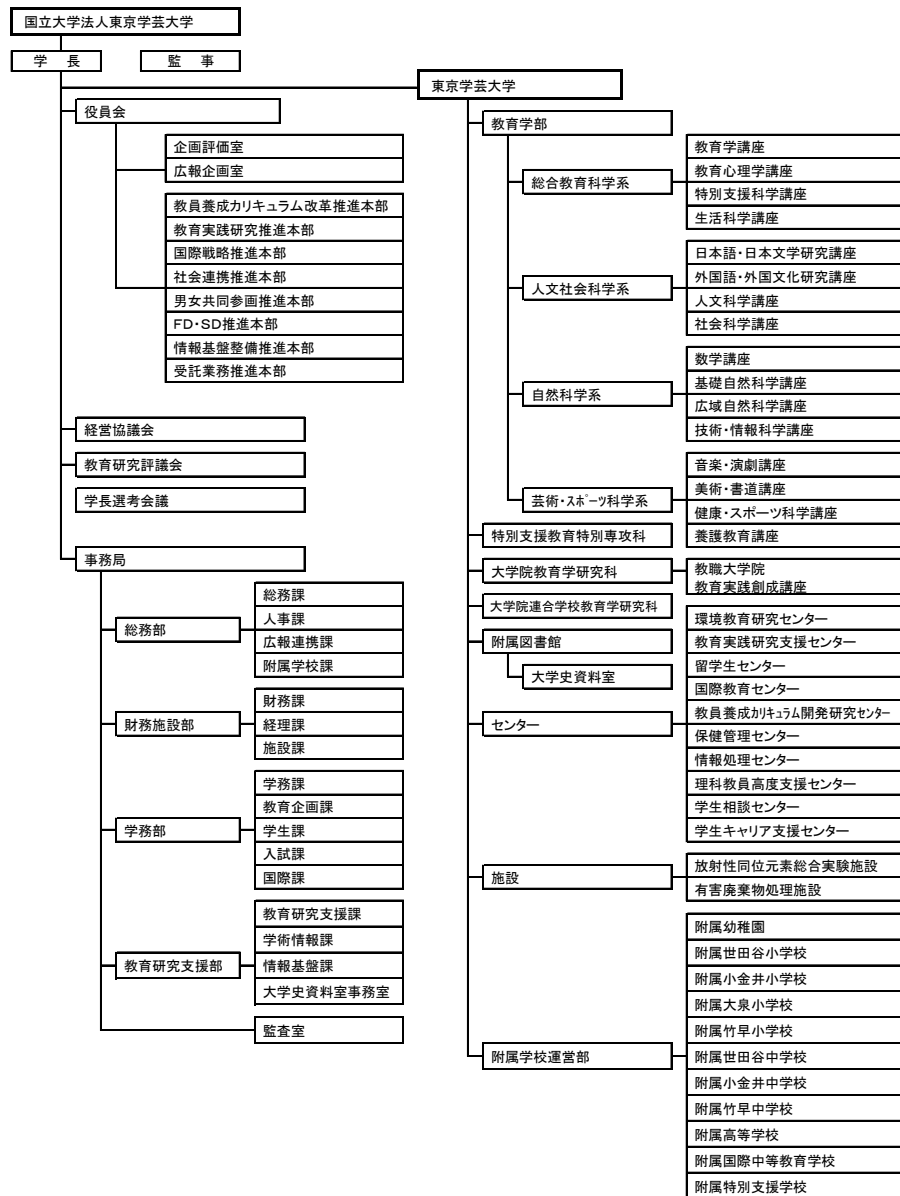 国立大学法人東京学芸大学
学 長
監 事
東京学芸大学
役員会
企画評価室
広報企画室
教員養成カリキュラム改革推進本部
教育実践研究推進本部
国際戦略推進本部
社会連携推進本部
男女共同参画推進本部
FD・SD推進本部
情報基盤整備推進本部
受託業務推進本部
経営協議会
教育研究評議会
学長選考会議
事務局
総務部
総務課
人事課
広報連携課
附属学校課
財務施設部
財務課
経理課
施設課
学務部
学務課
教育企画課
学生課
入試課
国際課
教育研究支援部
教育研究支援課
学術情報課
情報基盤課
大学史資料室事務室
監査室
教育学部
総合教育科学系
教育学講座
教育心理学講座
特別支援科学講座
生活科学講座
人文社会科学系
日本語・日本文学研究講座
外国語・外国文化研究講座
人文科学講座
社会科学講座
自然科学系
数学講座
基礎自然科学講座
広域自然科学講座
技術・情報科学講座
芸術・スポーツ科学系
音楽・演劇講座
美術・書道講座
健康・スポーツ科学講座
養護教育講座
特別支援教育特別専攻科
大学院教育学研究科
教職大学院
教育実践創成講座
大学院連合学校教育学研究科
附属図書館
大学史資料室
センター
環境教育研究センター
教育実践研究支援センター
留学生センター
国際教育センター
教員養成カリキュラム開発研究センター
保健管理センター
情報処理センター
理科教員高度支援センター
学生相談センター
学生キャリア支援センター
施設
放射性同位元素総合実験施設
有害廃棄物処理施設
附属学校運営部
附属幼稚園
附属世田谷小学校
附属小金井小学校
附属大泉小学校
附属竹早小学校
附属世田谷中学校
附属小金井中学校
附属竹早中学校
附属高等学校
附属国際中等教育学校
附属特別支援学校